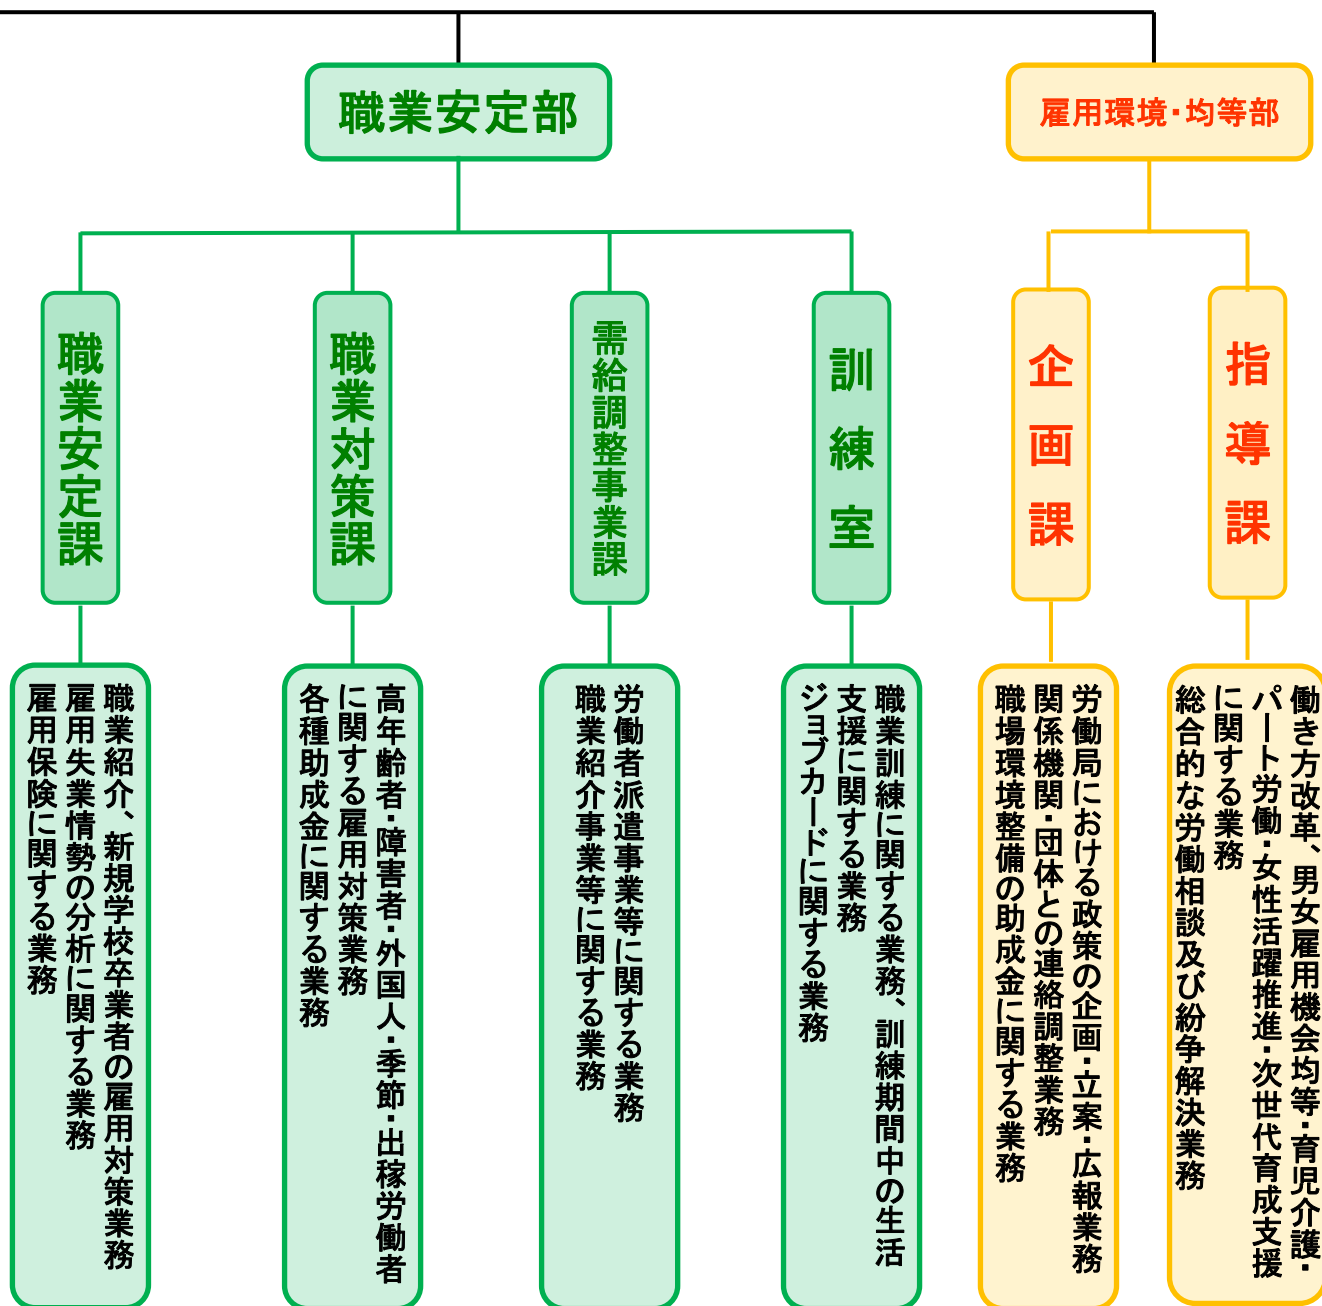 職業安定部
雇用環境・均等部
職業安定課
職業対策課
需給調整事業課
訓練室
企画課
指導課
職業紹介、新規学校卒業者の雇用対策業務
雇用失業情勢の分析に関する業務
雇用保険に関する業務
高年齢者・障害者・外国人・季節・出稼労働者
に関する雇用対策業務
各種助成金に関する業務
労働者派遣事業等に関する業務
職業紹介事業等に関する業務
職業訓練に関する業務、訓練期間中の生活
支援に関する業務
ジョブカードに関する業務
労働局における政策の企画・立案・広報業務
関係機関・団体との連絡調整業務
職場環境整備の助成金に関する業務
働き方改革、男女雇用機会均等・育児介護・
パート労働・女性活躍推進・次世代育成支援
に関する業務
総合的な労働相談及び紛争解決業務